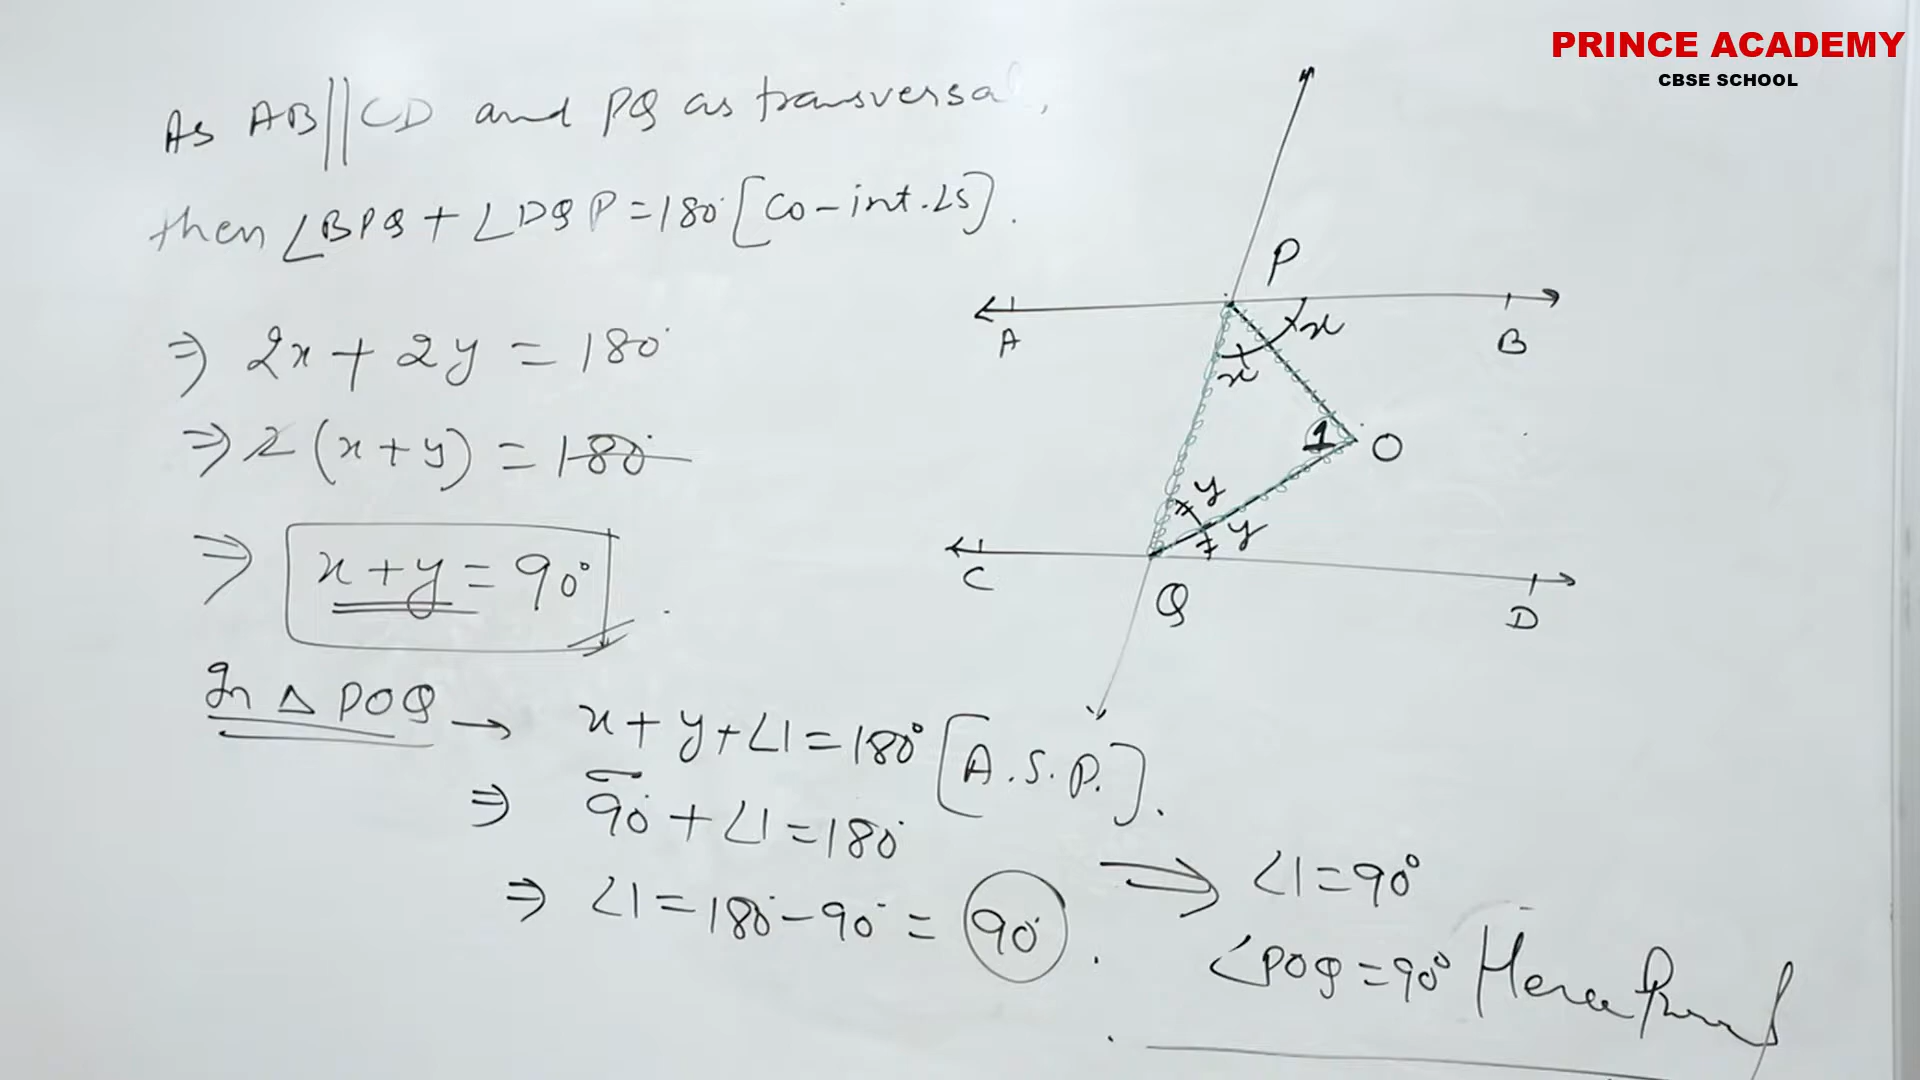 PRINCE ACADEMY
CBSE SCHOOL
As AB||CD and PQ as transversal,
then ∠BPQ + ∠DQP = 180° [Co-int.∠s].
⇒ 2x + 2y = 180°
⇒ 2(x+y) = 180°
⇒ x+y = 90°
In △ POQ → x + y + ∠1 = 180° [A.S.P.].
⇒ 90° + ∠1 = 180°
⇒ ∠1 = 180° - 90° = 90°.
⇒ ∠1 = 90°
∠POQ = 90° Hence Proved
P
A
x
B
x
1
O
y
y
C
Q
D